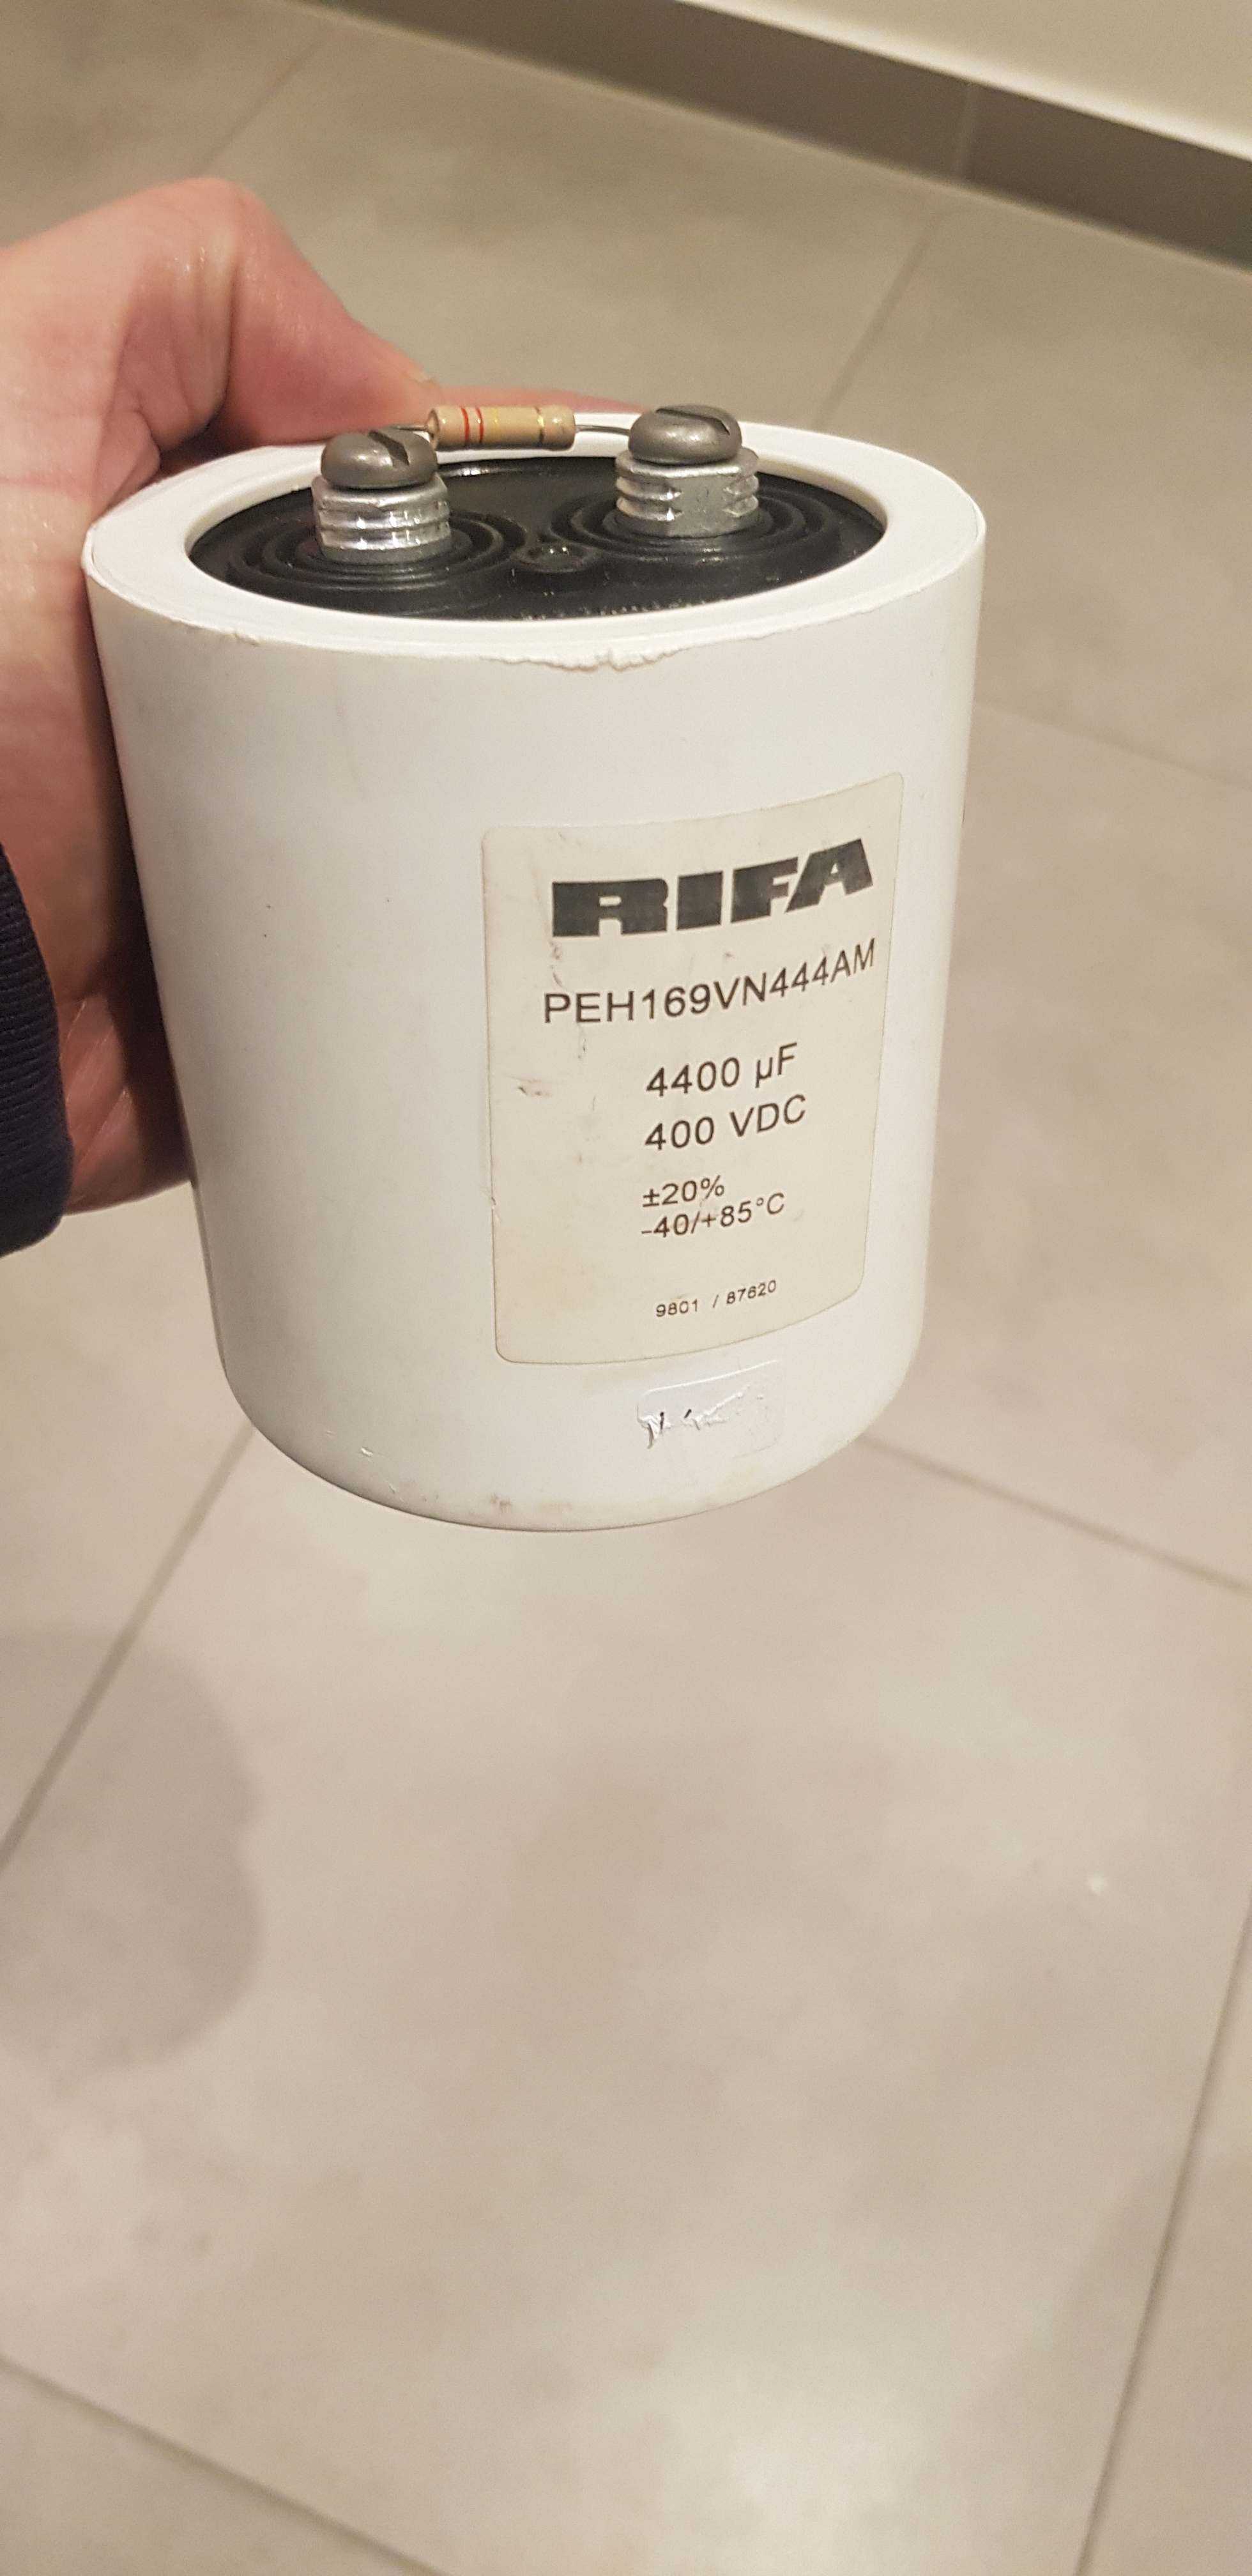 RIFA
PEH169VN444AM
4400 µF
400 VDC
±20%
-40/+85°C
9801 / 87620